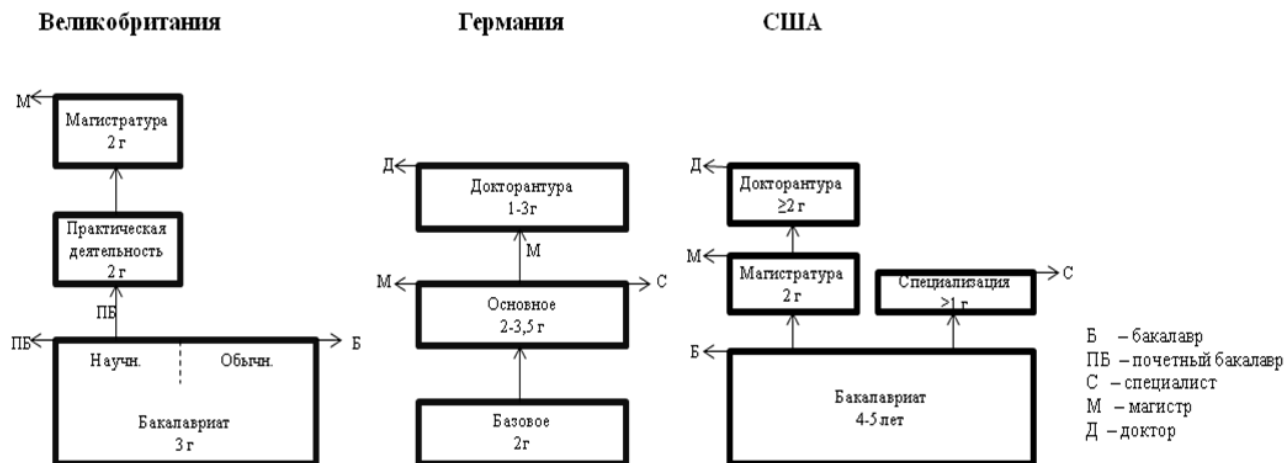 Великобритания
Германия
США
М
Магистратура
2 г
Практическая
деятельность
2 г
ПБ
ПБ
Б
Научн.
Обычн.
Бакалавриат
3 г
Д
Докторантура
1-3г
М
М
С
Основное
2-3,5 г
Базовое
2г
Д
Докторантура
≥2 г
М
Магистратура
2 г
С
Специализация
≥1 г
Б
Бакалавриат
4-5 лет
Б – бакалавр
ПБ – почетный бакалавр
С – специалист
М – магистр
Д – доктор